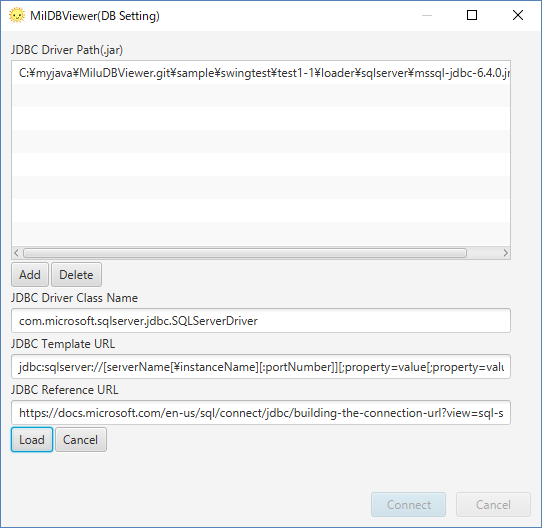 MilDBViewer(DB Setting)
JDBC Driver Path(.jar)
C:¥myjava¥MiluDBViewer.git¥sample¥swingtest¥test1-1¥loader¥sqlserver¥mssql-jdbc-6.4.0.jr
Add Delete
JDBC Driver Class Name
com.microsoft.sqlserver.jdbc.SQLServerDriver
JDBC Template URL
jdbc:sqlserver://[serverName[¥instanceName][:portNumber]][;property=value[;property=valu
JDBC Reference URL
https://docs.microsoft.com/en-us/sql/connect/jdbc/building-the-connection-url?view=sql-s
Load Cancel
Connect Cancel